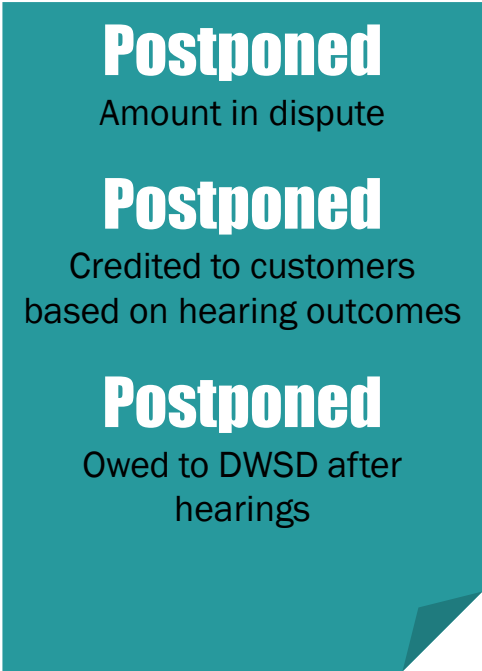 Postponed
Amount in dispute
Postponed
Credited to customers
based on hearing outcomes
Postponed
Owed to DWSD after
hearings